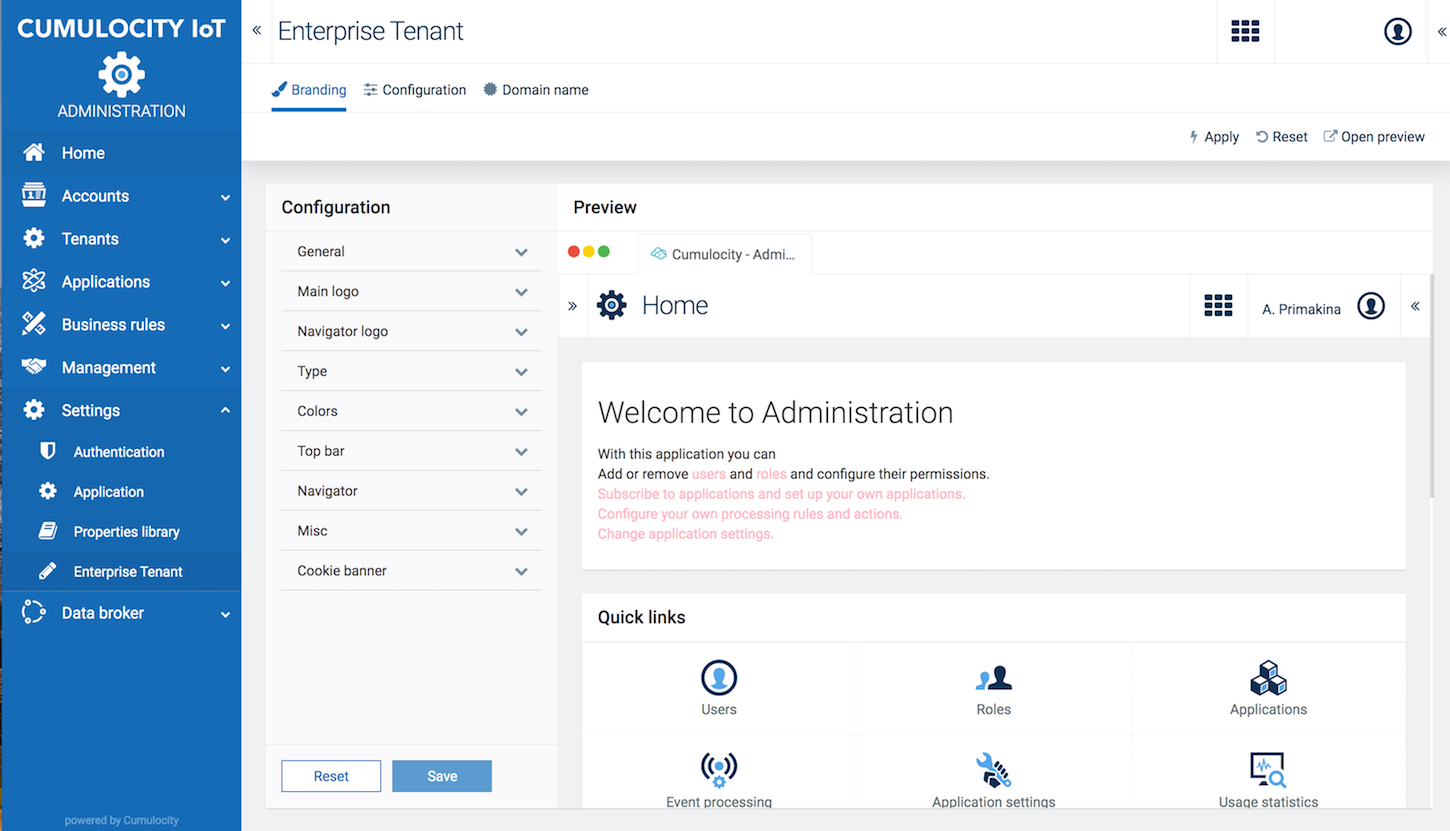 CUMULOCITY IoT
ADMINISTRATION
Home
Accounts
Tenants
Applications
Business rules
Management
Settings
Authentication
Application
Properties library
Enterprise Tenant
Data broker
powered by Cumulocity
Enterprise Tenant
Branding Configuration Domain name
Apply Reset Open preview
Configuration
General
Main logo
Navigator logo
Type
Colors
Top bar
Navigator
Misc
Cookie banner
Reset Save
Preview
Cumulocity - Admi...
Home
A. Primakina
Welcome to Administration
With this application you can
Add or remove users and roles and configure their permissions.
Subscribe to applications and set up your own applications.
Configure your own processing rules and actions.
Change application settings.
Quick links
Users Roles Applications
Event processing Application settings Usage statistics